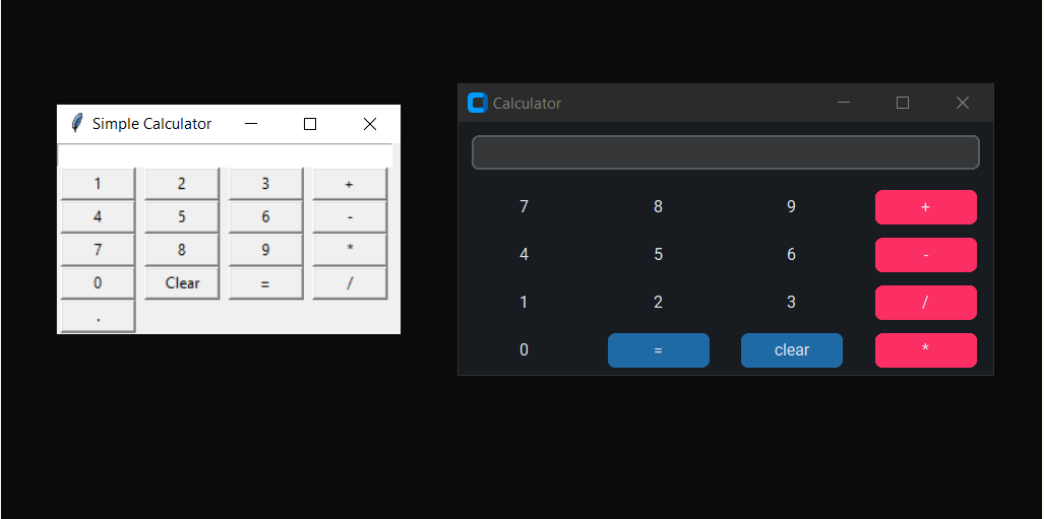 Simple Calculator
1 2 3 +
4 5 6 -
7 8 9 *
0 Clear = /
.
Calculator
7 8 9 +
4 5 6 -
1 2 3 /
0 = clear *